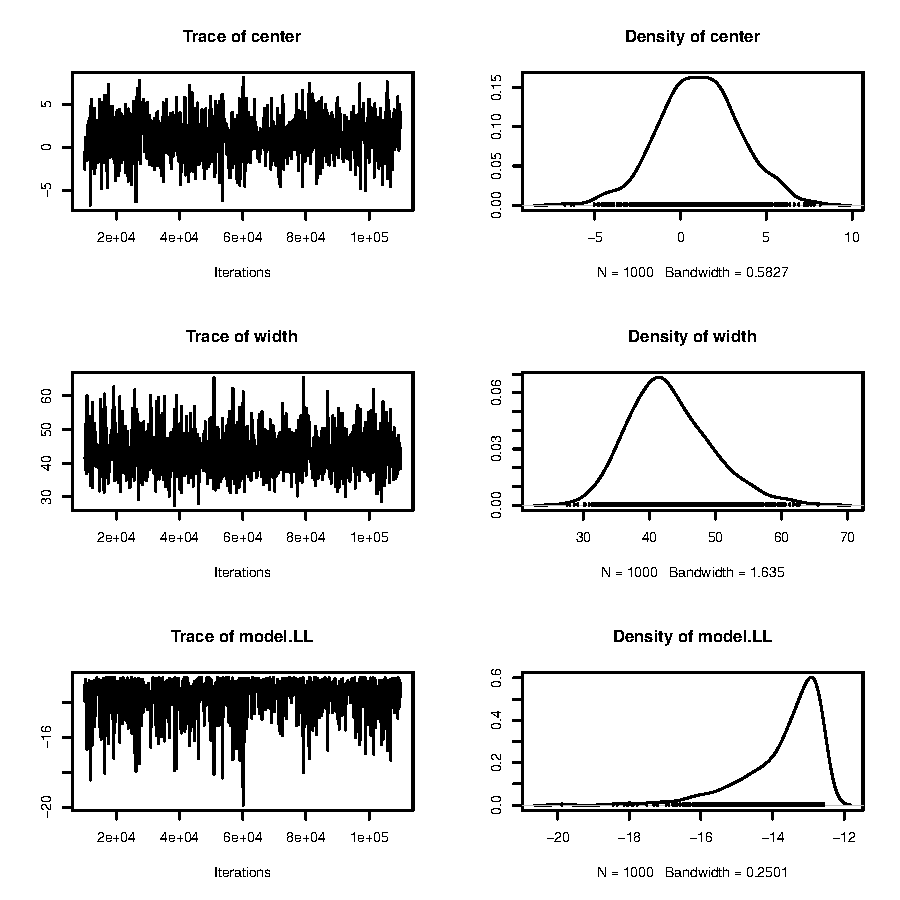 Trace of center
Density of center
5
0
−5
2e+04 4e+04 6e+04 8e+04 1e+05
Iterations
0.15
0.10
0.05
0.00
−5 0 5 10
N = 1000 Bandwidth = 0.5827
Trace of width
Density of width
60
50
40
30
2e+04 4e+04 6e+04 8e+04 1e+05
Iterations
0.06
0.03
0.00
30 40 50 60 70
N = 1000 Bandwidth = 1.635
Trace of model.LL
Density of model.LL
−16
−20
2e+04 4e+04 6e+04 8e+04 1e+05
Iterations
0.6
0.4
0.2
0.0
−20 −18 −16 −14 −12
N = 1000 Bandwidth = 0.2501